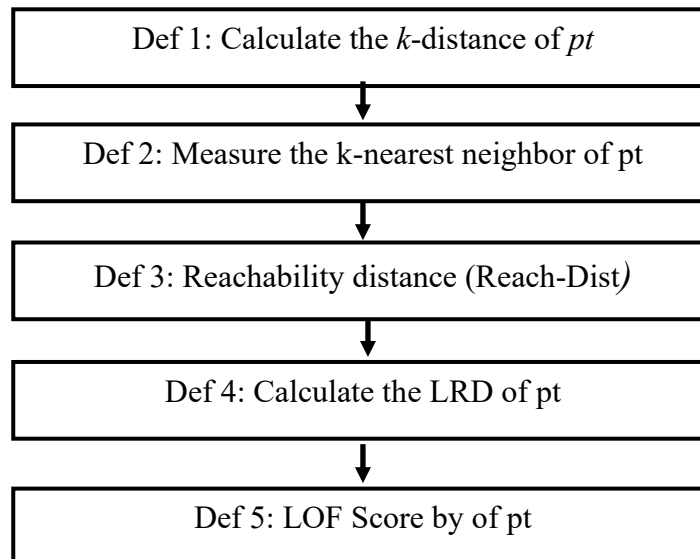 Def 1: Calculate the k-distance of pt
Def 2: Measure the k-nearest neighbor of pt
Def 3: Reachability distance (Reach-Dist)
Def 4: Calculate the LRD of pt
Def 5: LOF Score by of pt